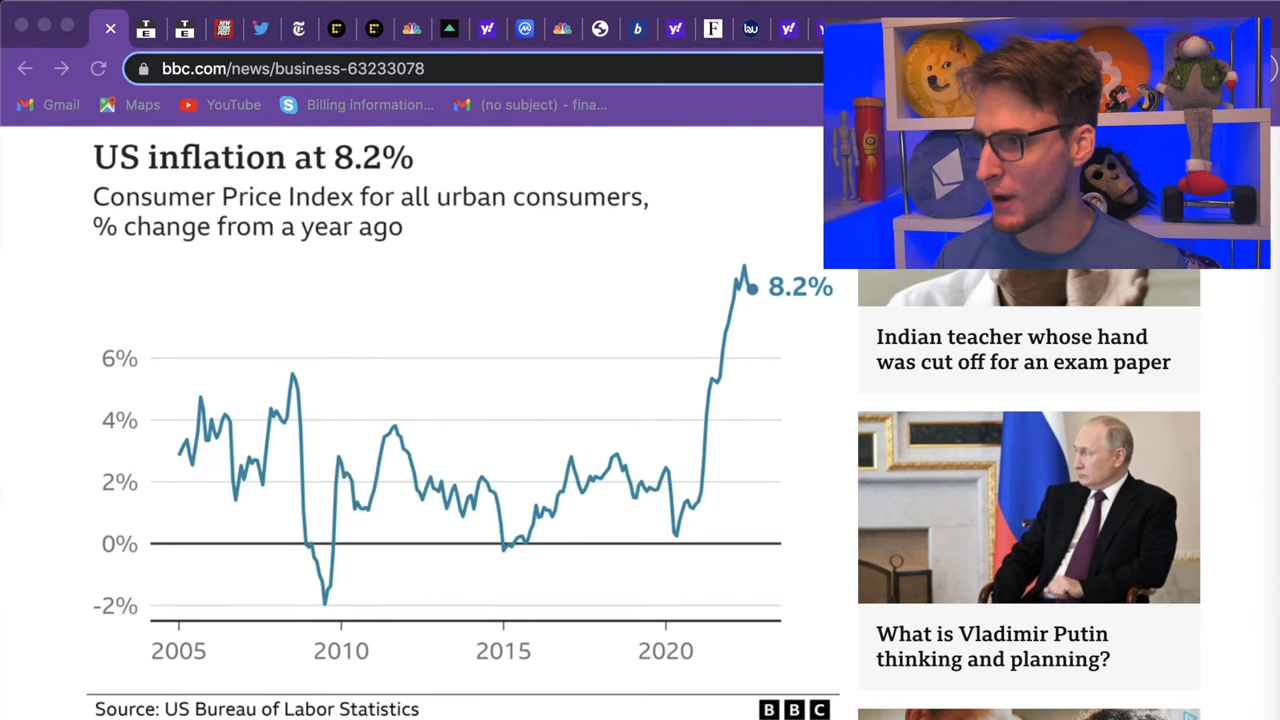 bbc.com/news/business-63233078
Gmail Maps YouTube Billing information... (no subject) - fina...
US inflation at 8.2%
Consumer Price Index for all urban consumers,
% change from a year ago
8.2%
6%
4%
2%
0%
-2%
2005 2010 2015 2020
Source: US Bureau of Labor Statistics
BBC
Indian teacher whose hand
was cut off for an exam paper
What is Vladimir Putin
thinking and planning?